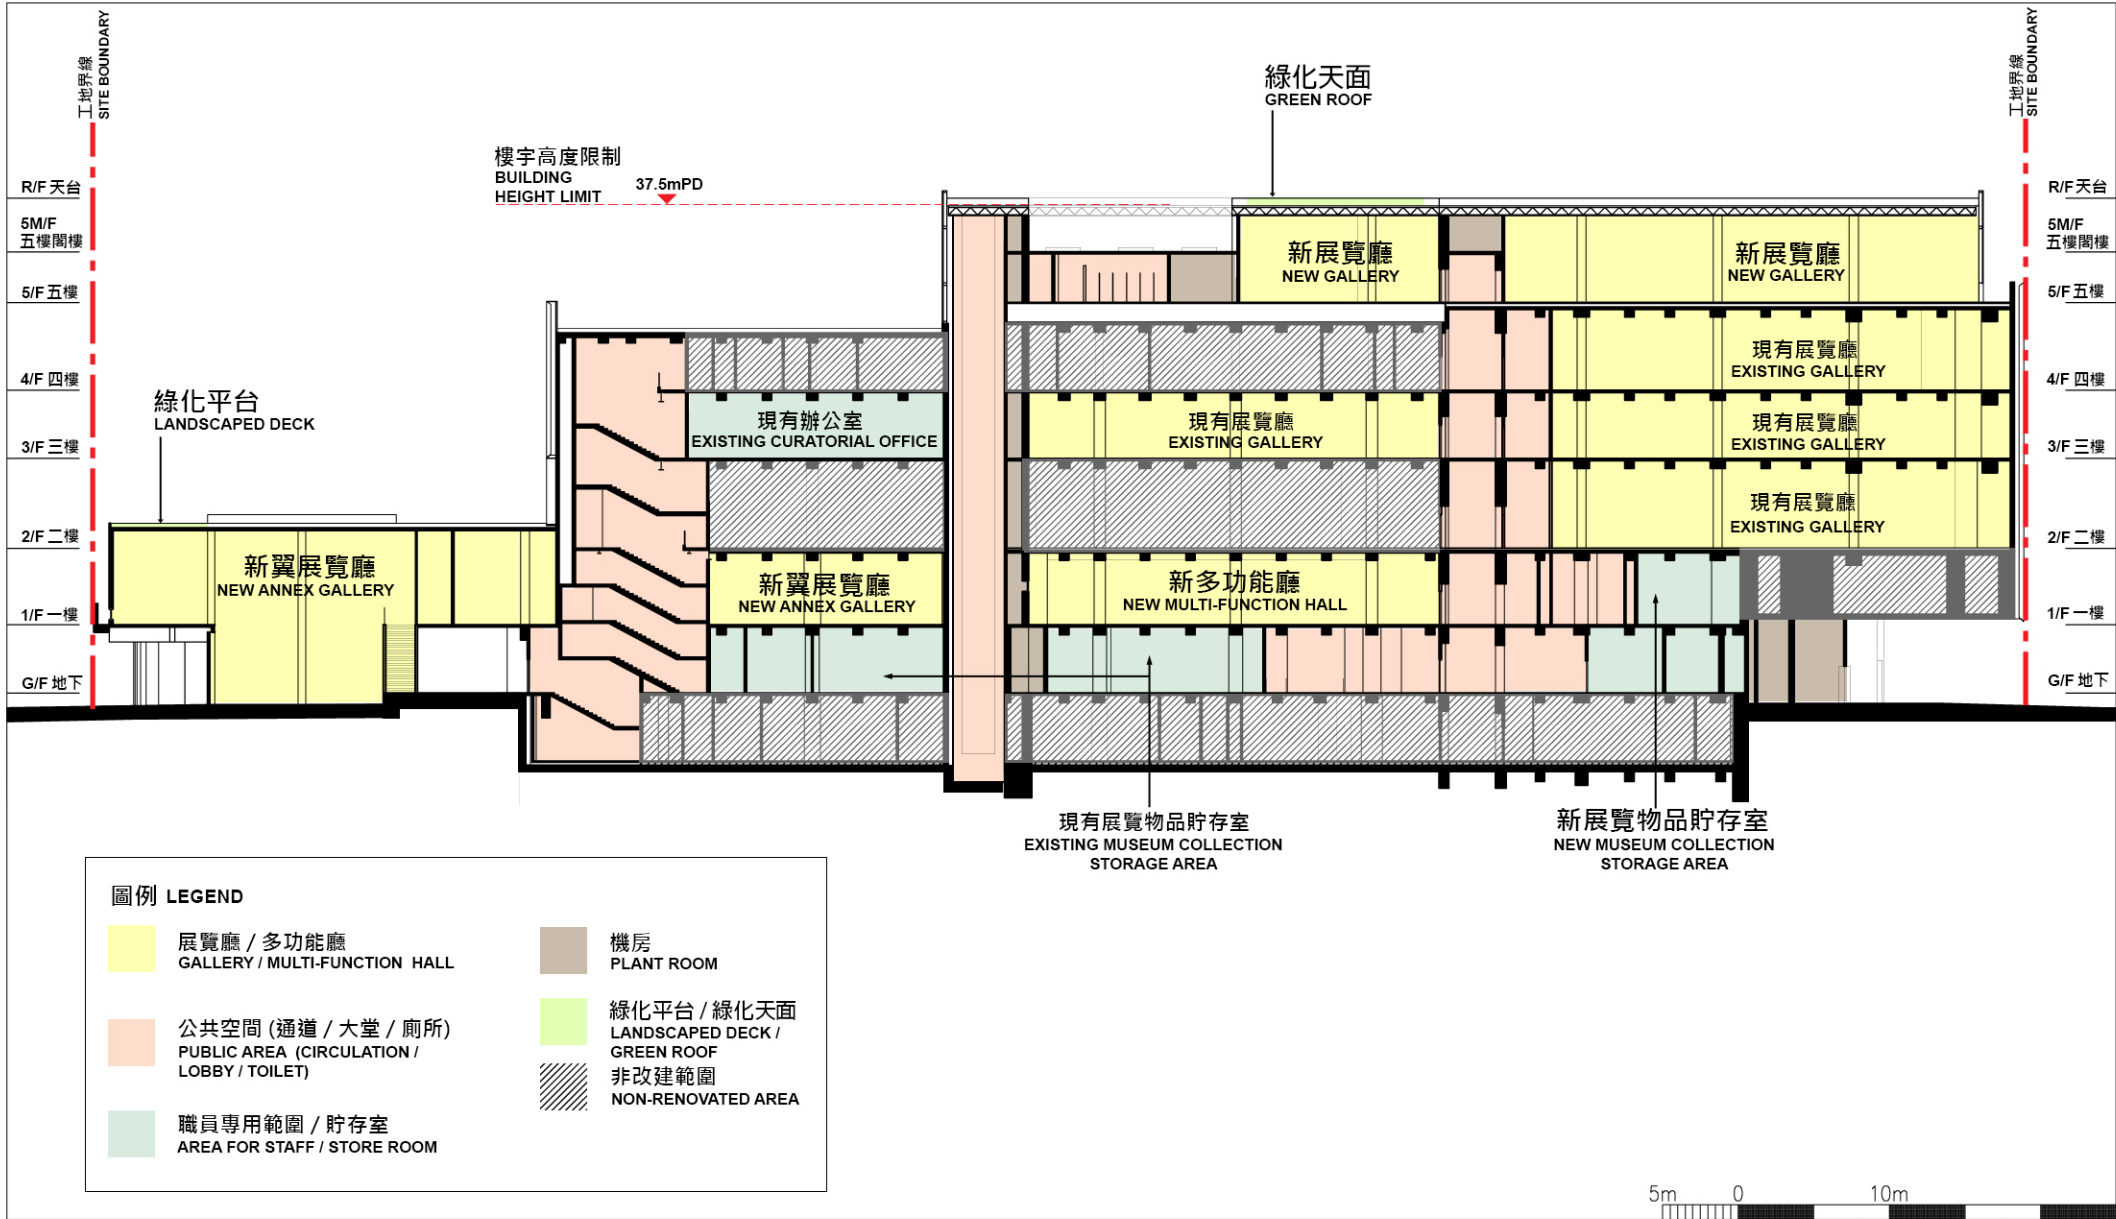 工地界線
SITE BOUNDARY
工地界線
SITE BOUNDARY
綠化天面
GREEN ROOF
樓宇高度限制
BUILDING
HEIGHT LIMIT
37.5mPD
R/F 天台
5M/F
五樓閣樓
5/F 五樓
4/F 四樓
3/F 三樓
2/F 二樓
1/F 一樓
G/F 地下
R/F 天台
5M/F
五樓閣樓
5/F 五樓
4/F 四樓
3/F 三樓
2/F 二樓
1/F 一樓
G/F 地下
新展覽廳
NEW GALLERY
新展覽廳
NEW GALLERY
現有展覽廳
EXISTING GALLERY
綠化平台
LANDSCAPED DECK
現有辦公室
EXISTING CURATORIAL OFFICE
現有展覽廳
EXISTING GALLERY
現有展覽廳
EXISTING GALLERY
現有展覽廳
EXISTING GALLERY
新翼展覽廳
NEW ANNEX GALLERY
新翼展覽廳
NEW ANNEX GALLERY
新多功能廳
NEW MULTI-FUNCTION HALL
現有展覽物品貯存室
EXISTING MUSEUM COLLECTION
STORAGE AREA
新展覽物品貯存室
NEW MUSEUM COLLECTION
STORAGE AREA
圖例 LEGEND
展覽廳 / 多功能廳
GALLERY / MULTI-FUNCTION HALL
公共空間 (通道 / 大堂 / 廁所)
PUBLIC AREA (CIRCULATION /
LOBBY / TOILET)
職員專用範圍 / 貯存室
AREA FOR STAFF / STORE ROOM
機房
PLANT ROOM
綠化平台 / 綠化天面
LANDSCAPED DECK /
GREEN ROOF
非改建範圍
NON-RENOVATED AREA
5m 0 10m